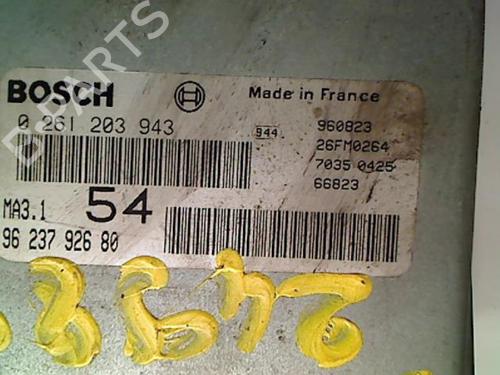 B-PARTS
BOSCH
Made in France
0 261 203 943
944
960823
26FM0264
7035 0425
66823
MA3.1
54
96 237 926 80